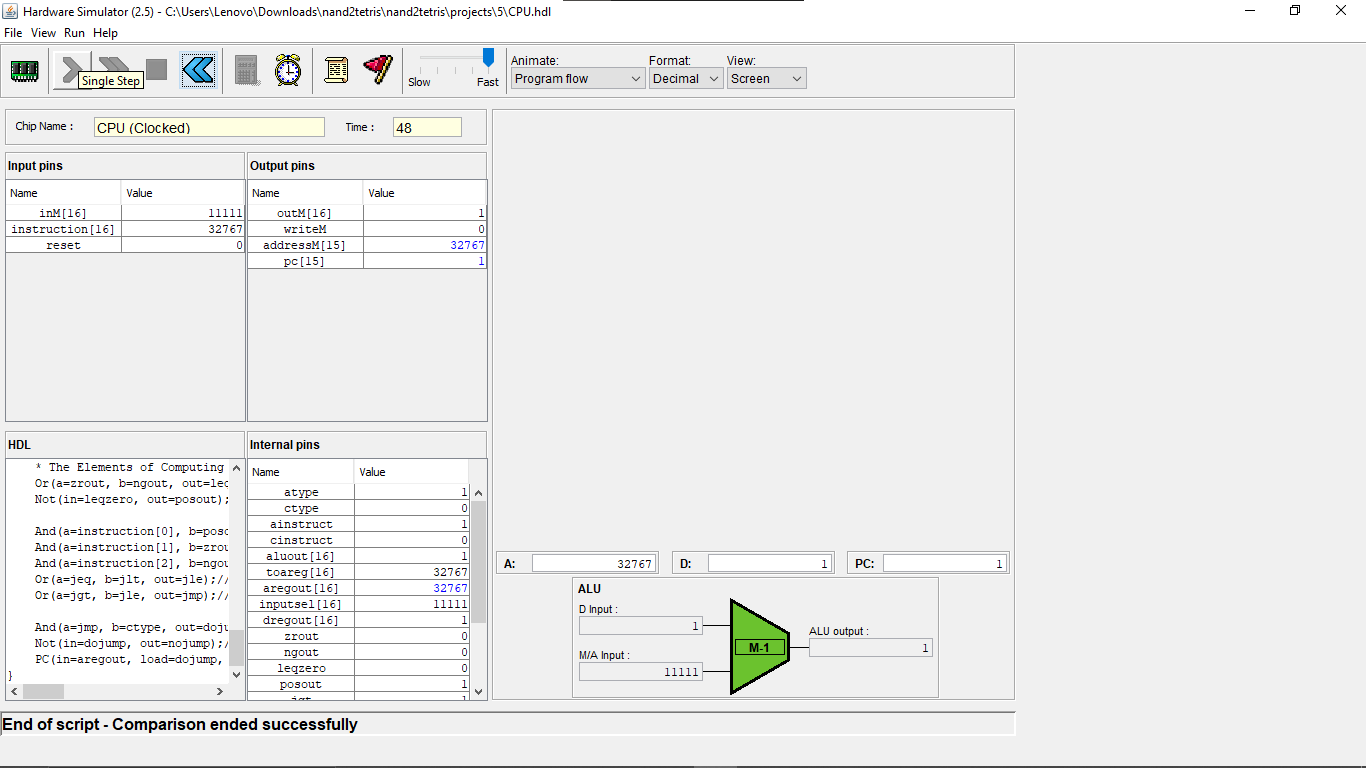 Hardware Simulator (2.5) - C:\Users\Lenovo\Downloads\nand2tetris\nand2tetris\projects\5\CPU.hdl
File View Run Help
Single Step
Slow Fast
Animate: Format: View:
Program flow Decimal Screen
Chip Name : CPU (Clocked) Time : 48
Input pins
Name Value
inM[16] 11111
instruction[16] 32767
reset 0
Output pins
Name Value
outM[16] 1
writeM 0
addressM[15] 32767
pc[15] 1
HDL
* The Elements of Computing
Or(a=zrout, b=ngout, out=leq
Not(in=leqzero, out=posout);
And(a=instruction[0], b=poso
And(a=instruction[1], b=zrou
And(a=instruction[2], b=ngou
Or(a=jeq, b=jlt, out=jle);//
Or(a=jgt, b=jle, out=jmp);//
And(a=jmp, b=ctype, out=doju
Not(in=dojump, out=nojump);/
PC(in=aregout, load=dojump,
}
Internal pins
Name Value
atype 1
ctype 0
ainstruct 1
cinstruct 0
aluout[16] 1
toareg[16] 32767
aregout[16] 32767
inputsel[16] 11111
dregout[16] 1
zrout 0
ngout 0
leqzero 0
posout 1
jgt 1
A: 32767 D: 1 PC: 1
ALU
D Input :
1
M/A Input :
11111
M-1
ALU output :
1
End of script - Comparison ended successfully